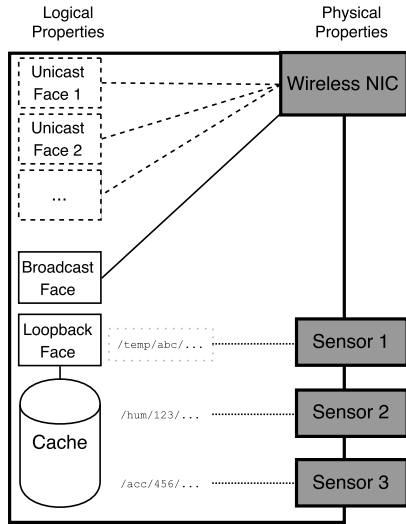 Logical
Properties
Physical
Properties
Unicast
Face 1
Wireless NIC
Unicast
Face 2
...
Broadcast
Face
Loopback
Face
/temp/abc/...
Sensor 1
Cache
/hum/123/...
Sensor 2
/acc/456/...
Sensor 3